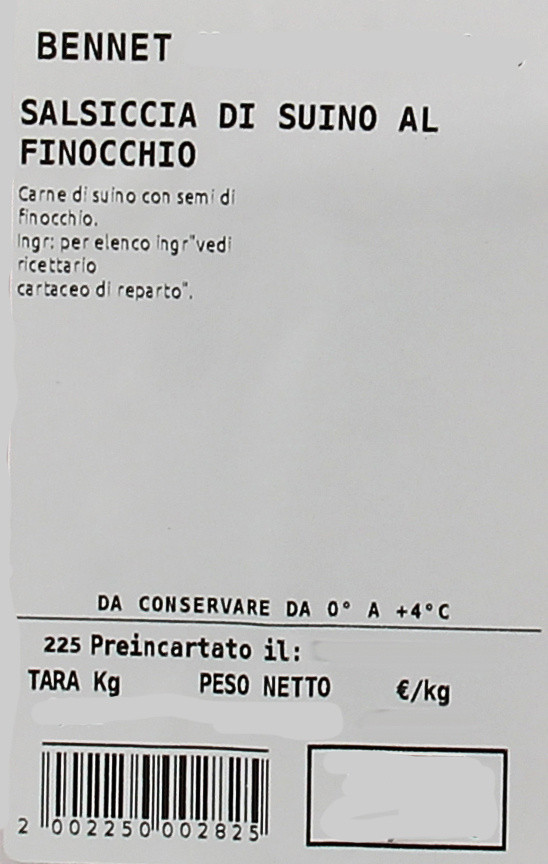 BENNET
SALSICCIA DI SUINO AL
FINOCCHIO
Carne di suino con semi di
finocchio.
Ingr: per elenco ingr"vedi
ricettario
cartaceo di reparto".
DA CONSERVARE DA 0° A +4°C
225 Preincartato il:
TARA Kg PESO NETTO €/kg
2 002250 002825